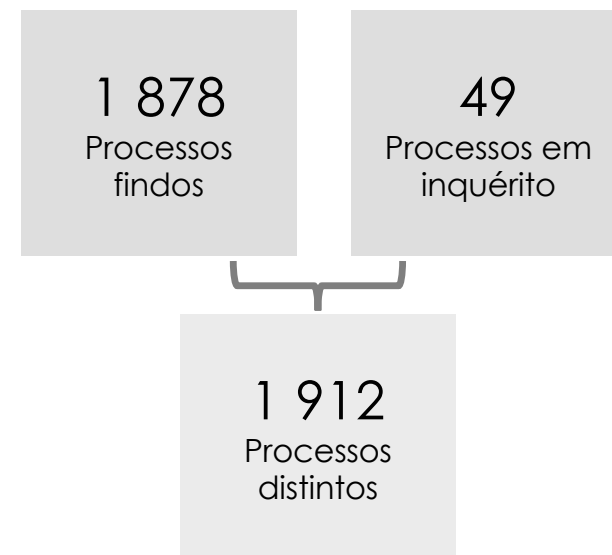 1 878
Processos
findos
49
Processos em
inquérito
1 912
Processos
distintos